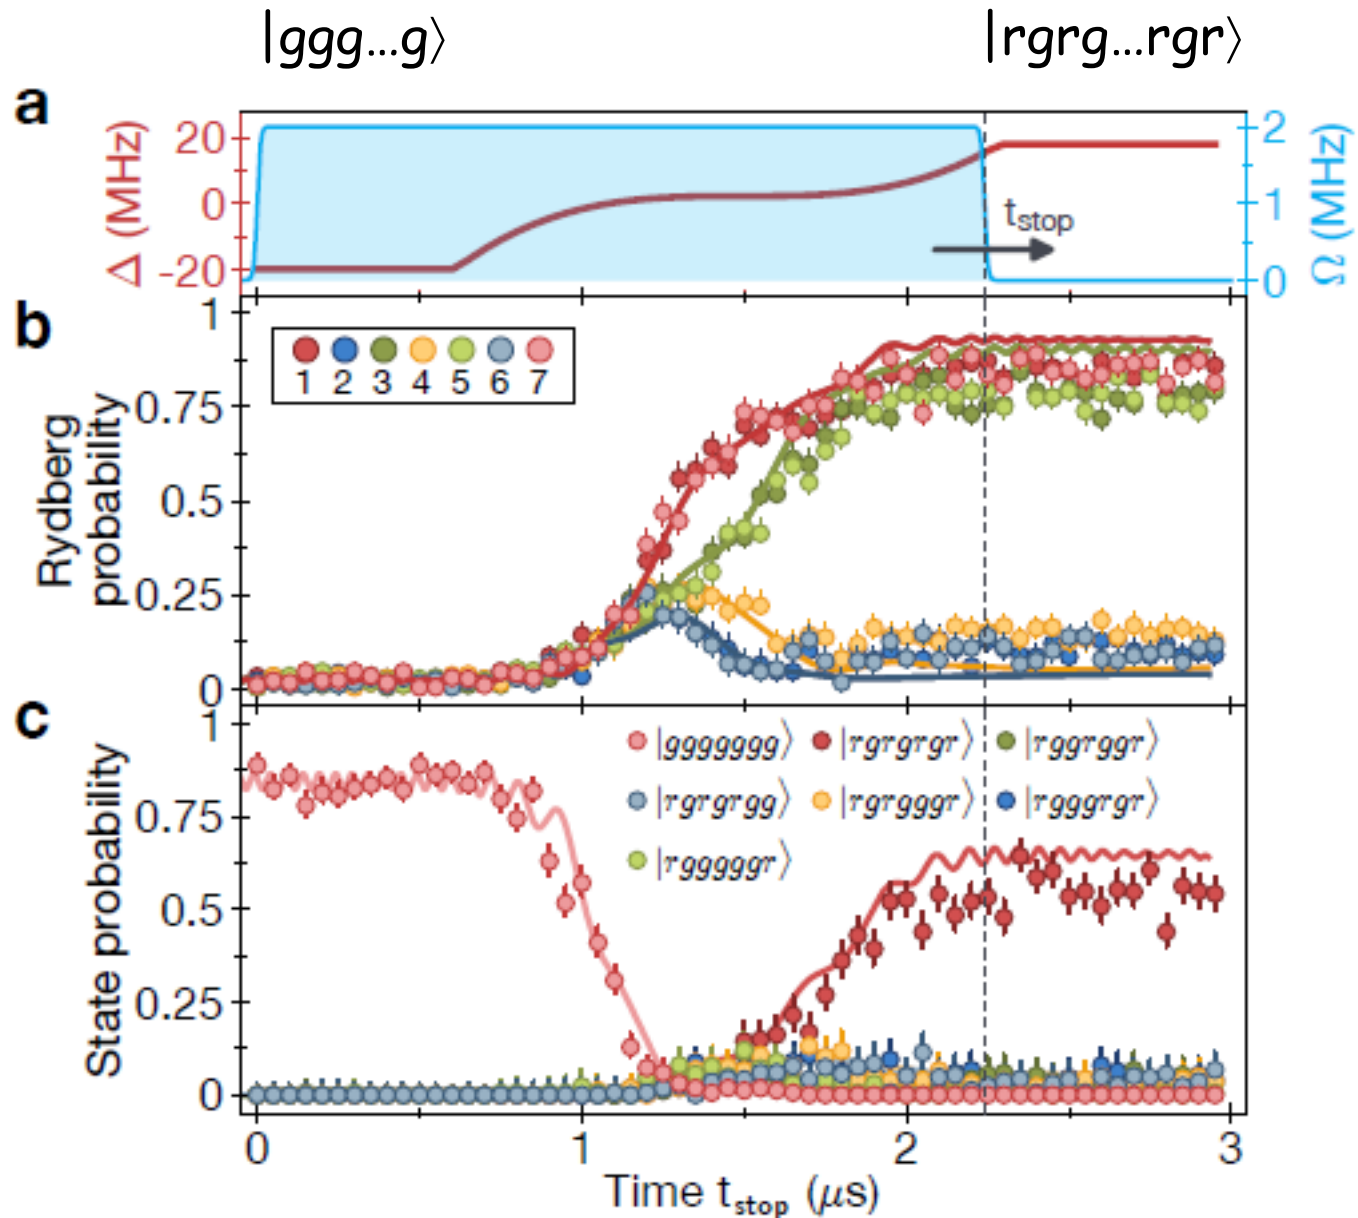 |ggg...g⟩ |rgrg...rgr⟩
a
Δ (MHz)
20
0
-20
t_stop
2
1
0
Ω (MHz)
b
Rydberg
probability
1
0.75
0.5
0.25
0
1 2 3 4 5 6 7
c
State probability
1
0.75
0.5
0.25
0
|ggggggg⟩ |rgrgrgr⟩ |rggrggr⟩
|rgrgrgg⟩ |rgrgggr⟩ |rgggrgr⟩
|rgggggr⟩
0 1 2 3
Time t_stop (μs)